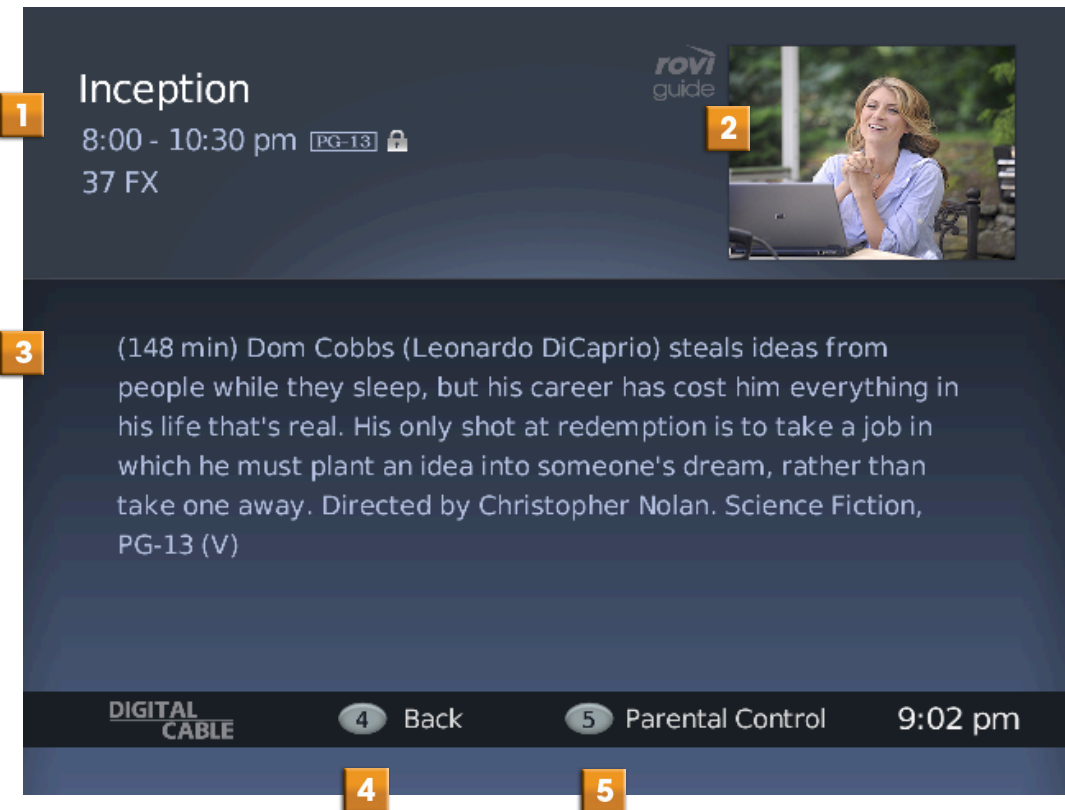 rovi
guide
Inception
1
2
8:00 - 10:30 pm PG-13
37 FX
3
(148 min) Dom Cobbs (Leonardo DiCaprio) steals ideas from
people while they sleep, but his career has cost him everything in
his life that's real. His only shot at redemption is to take a job in
which he must plant an idea into someone's dream, rather than
take one away. Directed by Christopher Nolan. Science Fiction,
PG-13 (V)
DIGITAL
CABLE
4 Back
5 Parental Control
9:02 pm
4
5